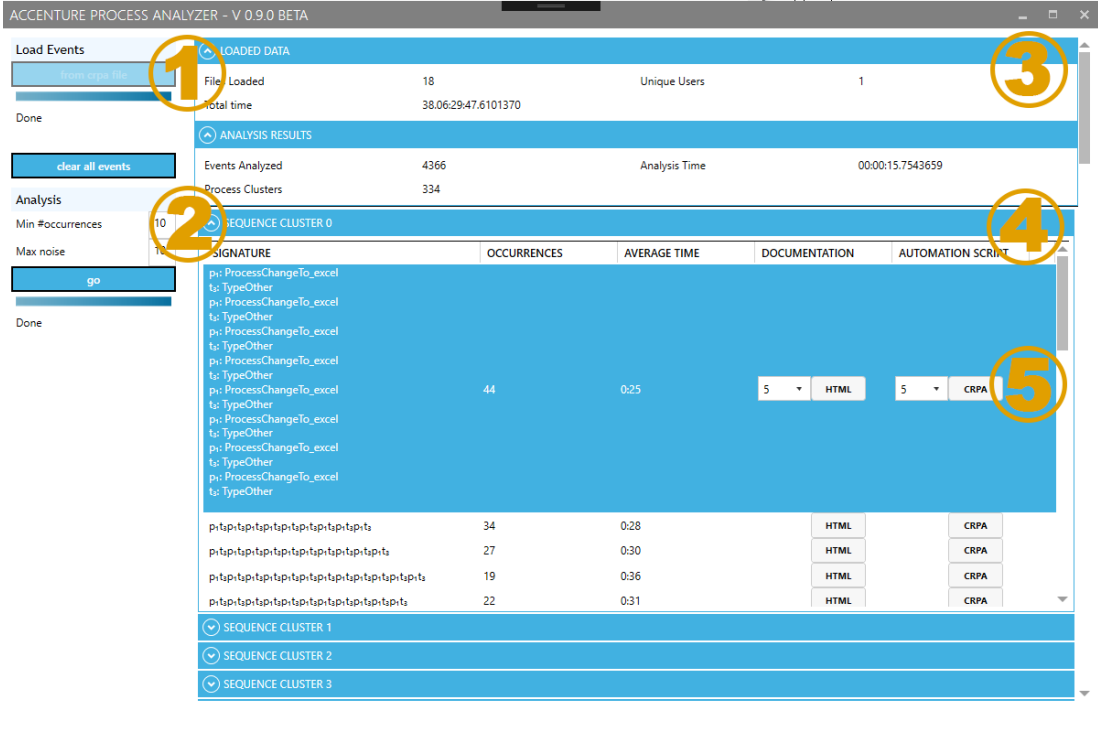 ACCENTURE PROCESS ANALYZER - V 0.9.0 BETA
Load Events
from crpa file
Done
clear all events
Analysis
Min #occurrences 10
Max noise 10
go
Done
1
2
3
4
5
LOADED DATA
Files Loaded 18 Unique Users 1
Total time 38.06:29:47.6101370
ANALYSIS RESULTS
Events Analyzed 4366 Analysis Time 00:00:15.7543659
Process Clusters 334
SEQUENCE CLUSTER 0
SIGNATURE OCCURRENCES AVERAGE TIME DOCUMENTATION AUTOMATION SCRIPT
p₁: ProcessChangeTo_excel
t₃: TypeOther
p₁: ProcessChangeTo_excel
t₃: TypeOther
p₁: ProcessChangeTo_excel
t₃: TypeOther
p₁: ProcessChangeTo_excel
t₃: TypeOther
p₁: ProcessChangeTo_excel
t₃: TypeOther
p₁: ProcessChangeTo_excel
t₃: TypeOther
p₁: ProcessChangeTo_excel
t₃: TypeOther
p₁: ProcessChangeTo_excel
t₃: TypeOther
44 0:25 5 HTML 5 CRPA
p₁t₃p₁t₃p₁t₃p₁t₃p₁t₃p₁t₃p₁t₃p₁t₃p₁t₃ 34 0:28 HTML CRPA
p₁t₃p₁t₃p₁t₃p₁t₃p₁t₃p₁t₃p₁t₃p₁t₃p₁t₃p₁t₃ 27 0:30 HTML CRPA
p₁t₃p₁t₃p₁t₃p₁t₃p₁t₃p₁t₃p₁t₃p₁t₃p₁t₃p₁t₃p₁t₃p₁t₃ 19 0:36 HTML CRPA
p₁t₃p₁t₃p₁t₃p₁t₃p₁t₃p₁t₃p₁t₃p₁t₃p₁t₃p₁t₃p₁t₃ 22 0:31 HTML CRPA
SEQUENCE CLUSTER 1
SEQUENCE CLUSTER 2
SEQUENCE CLUSTER 3